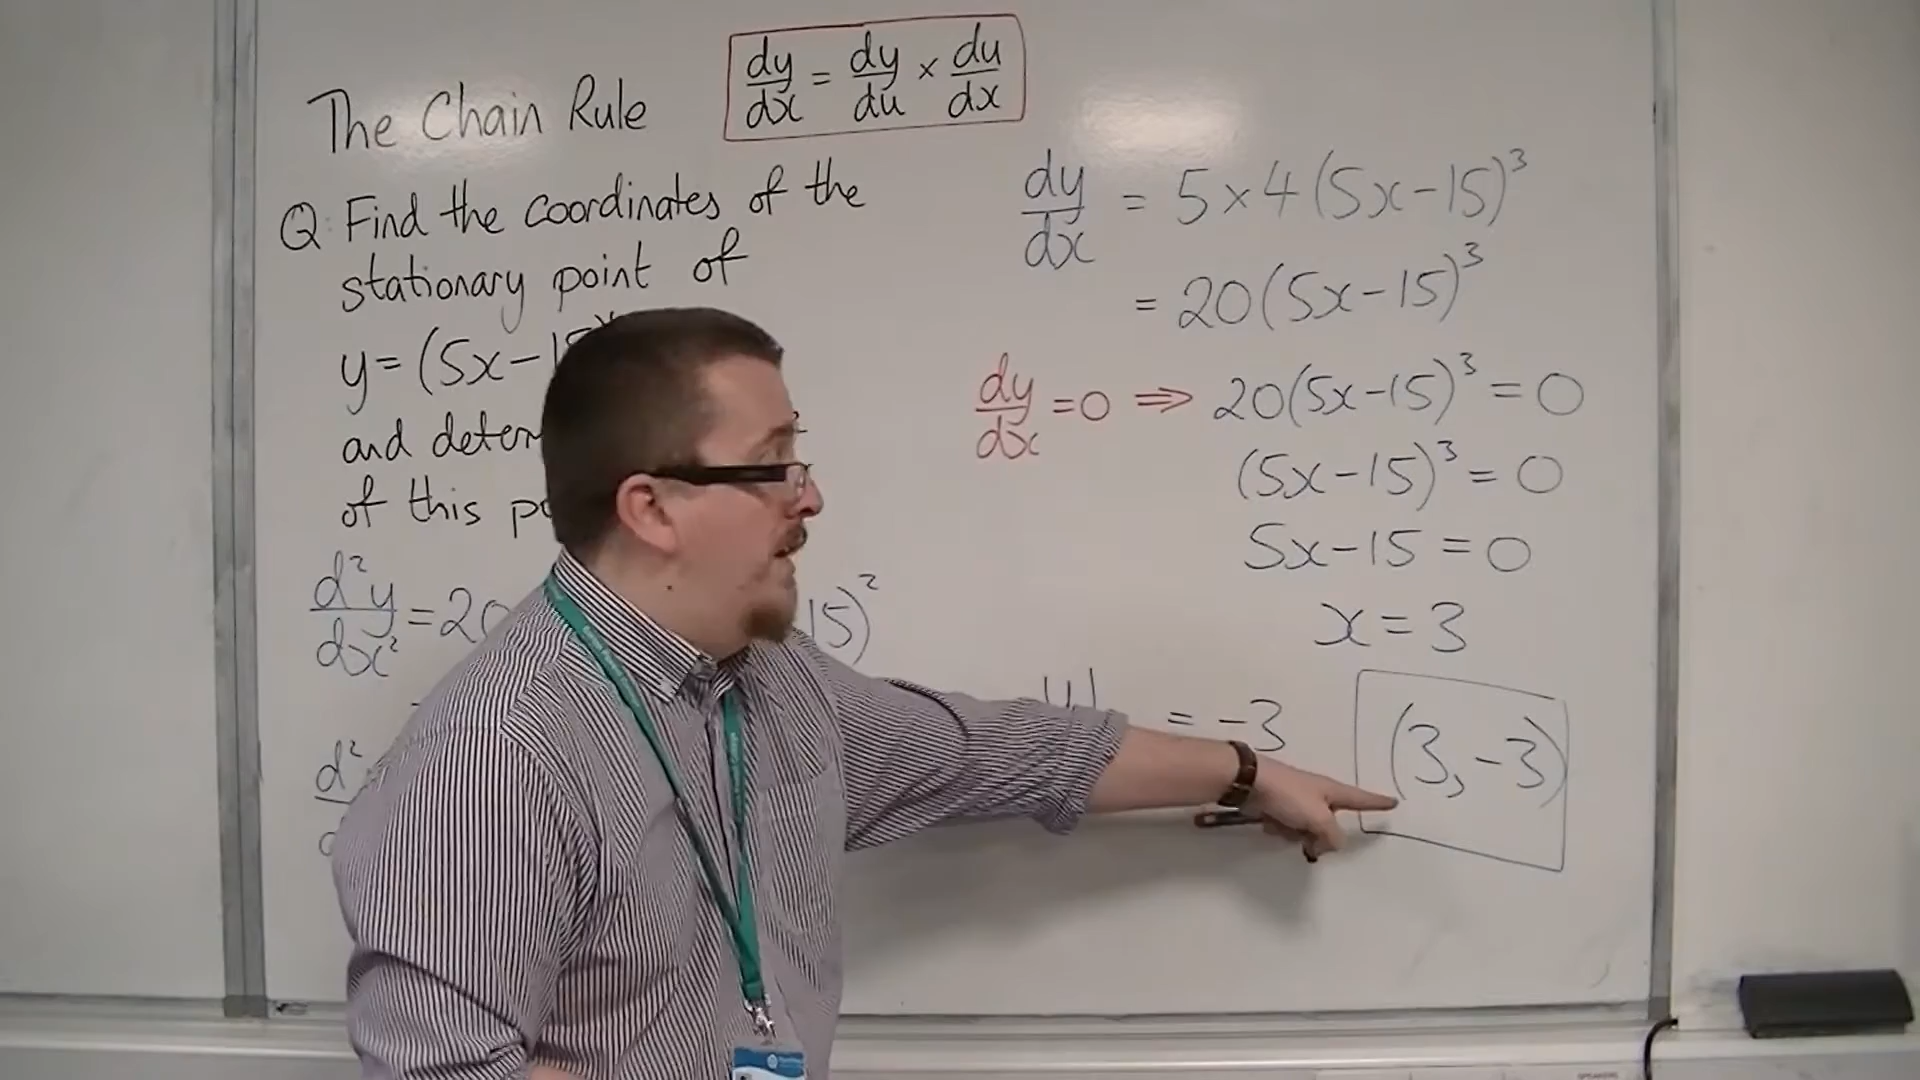 The Chain Rule
dy/dx = dy/du × du/dx
Q: Find the coordinates of the
stationary point of
y = (5x - 1
and
of this
d²y/dx² = 20 15)²
d²
dy/dx = 5 × 4 (5x - 15)³
= 20 (5x - 15)³
dy/dx = 0 ⇒ 20(5x - 15)³ = 0
(5x - 15)³ = 0
5x - 15 = 0
x = 3
= -3
(3, -3)